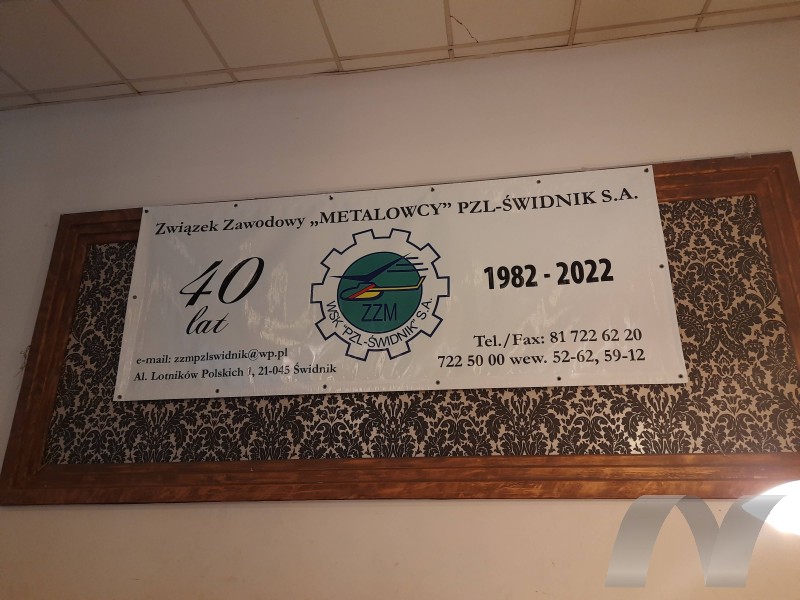 Związek Zawodowy „METALOWCY” PZL-ŚWIDNIK S.A.
40
lat
WSK "PZL-ŚWIDNIK" S.A.
ZZM
1982 - 2022
e-mail: zzmpzlswidnik@wp.pl
Al. Lotników Polskich 1, 21-045 Świdnik
Tel./Fax: 81 722 62 20
722 50 00 wew. 52-62, 59-12